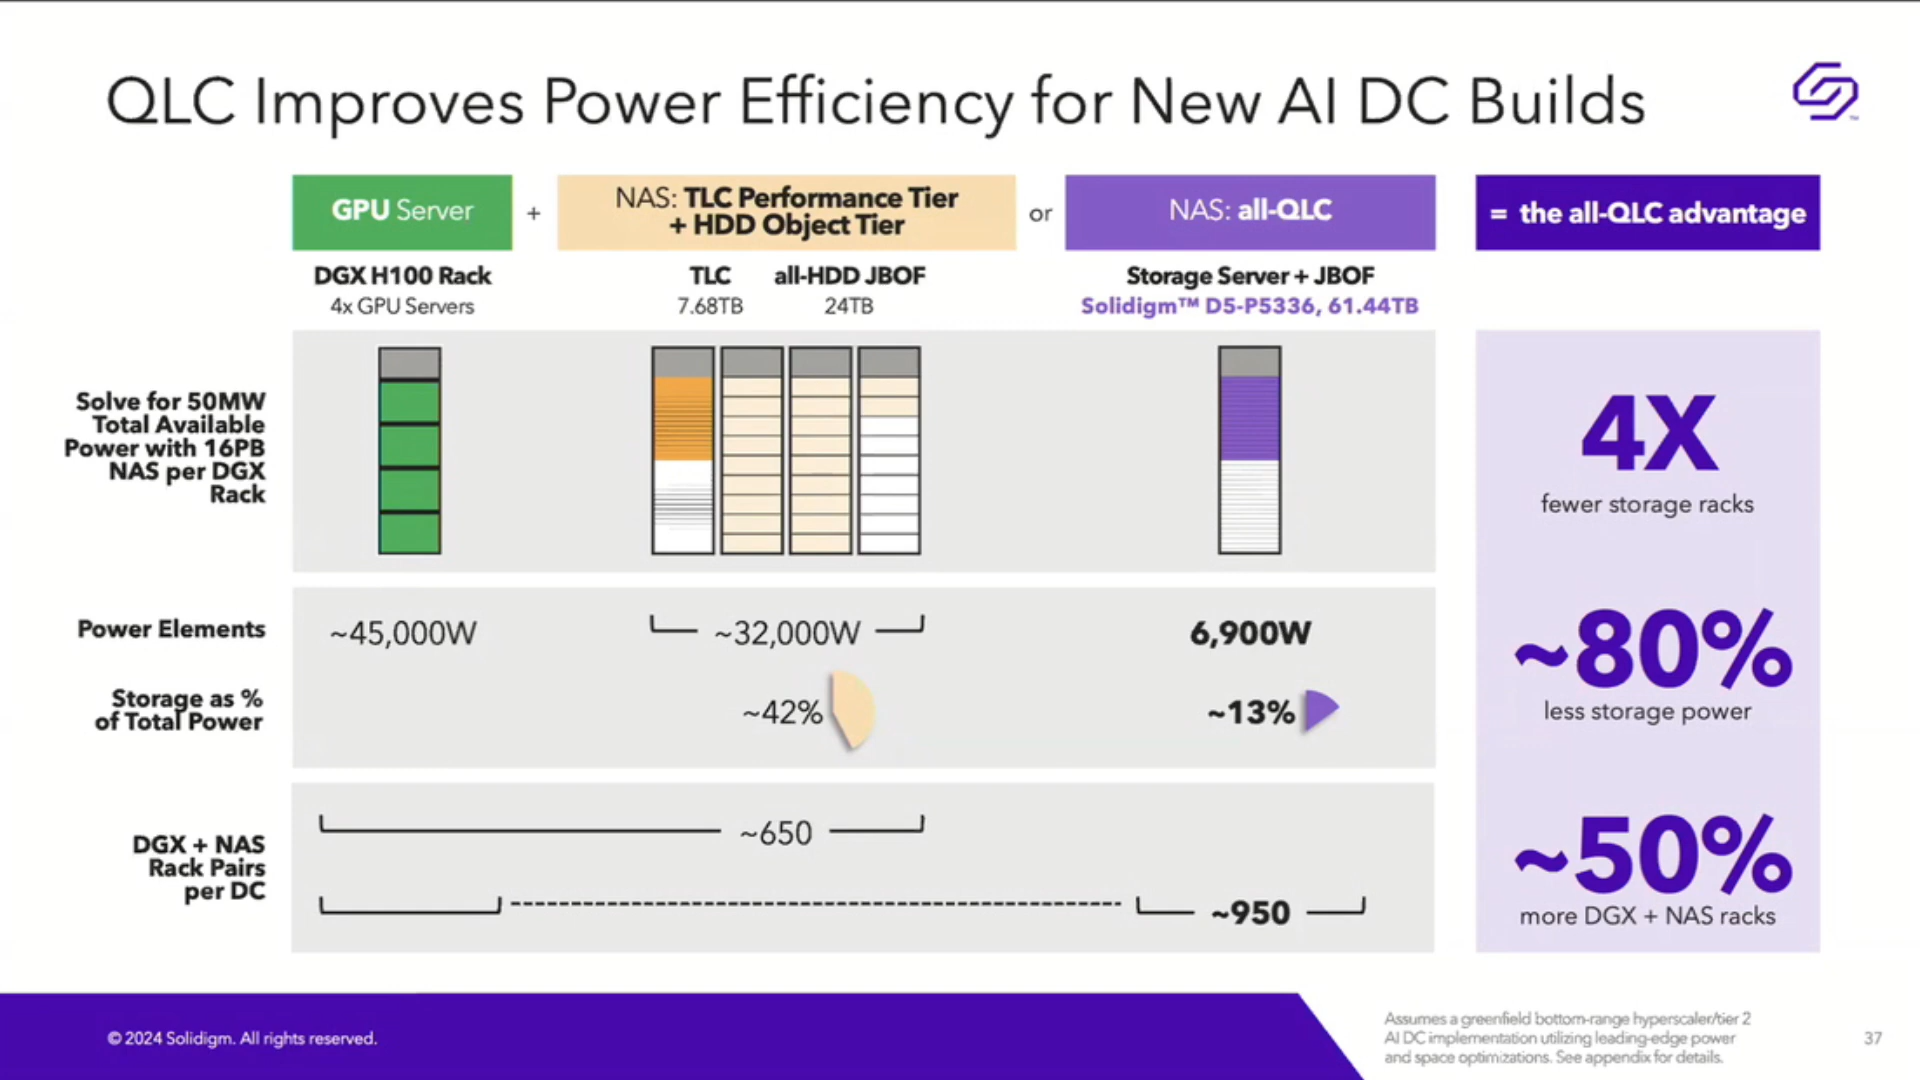 QLC Improves Power Efficiency for New AI DC Builds
GPU Server
+
NAS: TLC Performance Tier
+ HDD Object Tier
or
NAS: all-QLC
= the all-QLC advantage
DGX H100 Rack
4x GPU Servers
TLC
7.68TB
all-HDD JBOF
24TB
Storage Server + JBOF
Solidigm™ D5-P5336, 61.44TB
Solve for 50MW
Total Available
Power with 16PB
NAS per DGX
Rack
4X
fewer storage racks
Power Elements
~45,000W
~32,000W
6,900W
Storage as %
of Total Power
~42%
~13%
~80%
less storage power
DGX + NAS
Rack Pairs
per DC
~650
~950
~50%
more DGX + NAS racks
© 2024 Solidigm. All rights reserved.
Assumes a greenfield bottom-range hyperscaler/tier 2
AI DC implementation utilizing leading-edge power
and space optimizations. See appendix for details.
37